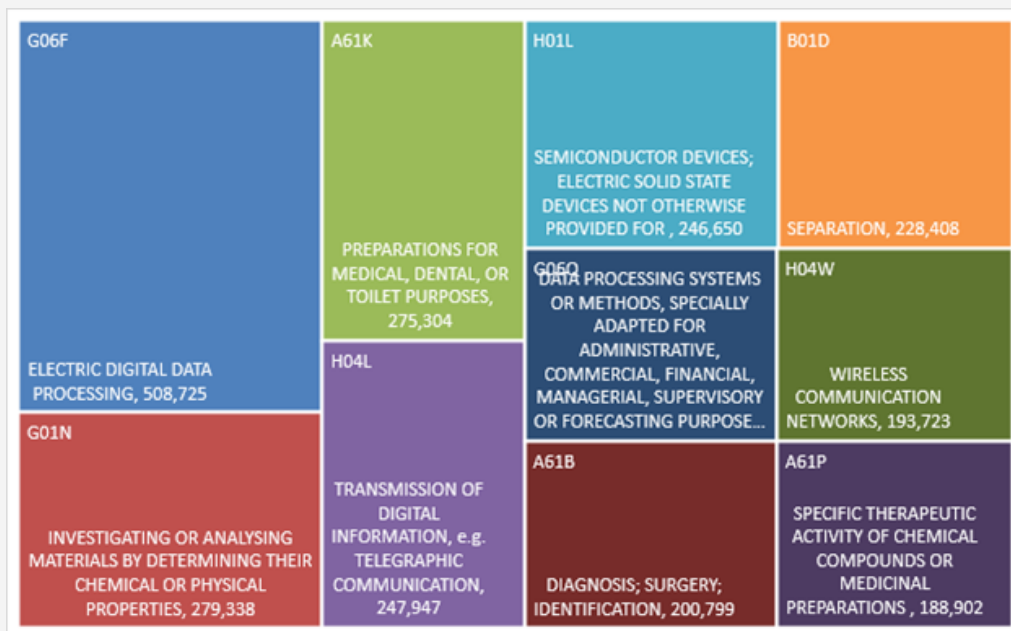 G06F
ELECTRIC DIGITAL DATA
PROCESSING, 508,725
G01N
INVESTIGATING OR ANALYSING
MATERIALS BY DETERMINING THEIR
CHEMICAL OR PHYSICAL
PROPERTIES, 279,338
A61K
PREPARATIONS FOR
MEDICAL, DENTAL, OR
TOILET PURPOSES,
275,304
H04L
TRANSMISSION OF
DIGITAL
INFORMATION, e.g.
TELEGRAPHIC
COMMUNICATION,
247,947
H01L
SEMICONDUCTOR DEVICES;
ELECTRIC SOLID STATE
DEVICES NOT OTHERWISE
PROVIDED FOR , 246,650
B01D
SEPARATION, 228,408
G06Q
DATA PROCESSING SYSTEMS
OR METHODS, SPECIALLY
ADAPTED FOR
ADMINISTRATIVE,
COMMERCIAL, FINANCIAL,
MANAGERIAL, SUPERVISORY
OR FORECASTING PURPOSE...
H04W
WIRELESS
COMMUNICATION
NETWORKS, 193,723
A61B
DIAGNOSIS; SURGERY;
IDENTIFICATION, 200,799
A61P
SPECIFIC THERAPEUTIC
ACTIVITY OF CHEMICAL
COMPOUNDS OR
MEDICINAL
PREPARATIONS , 188,902